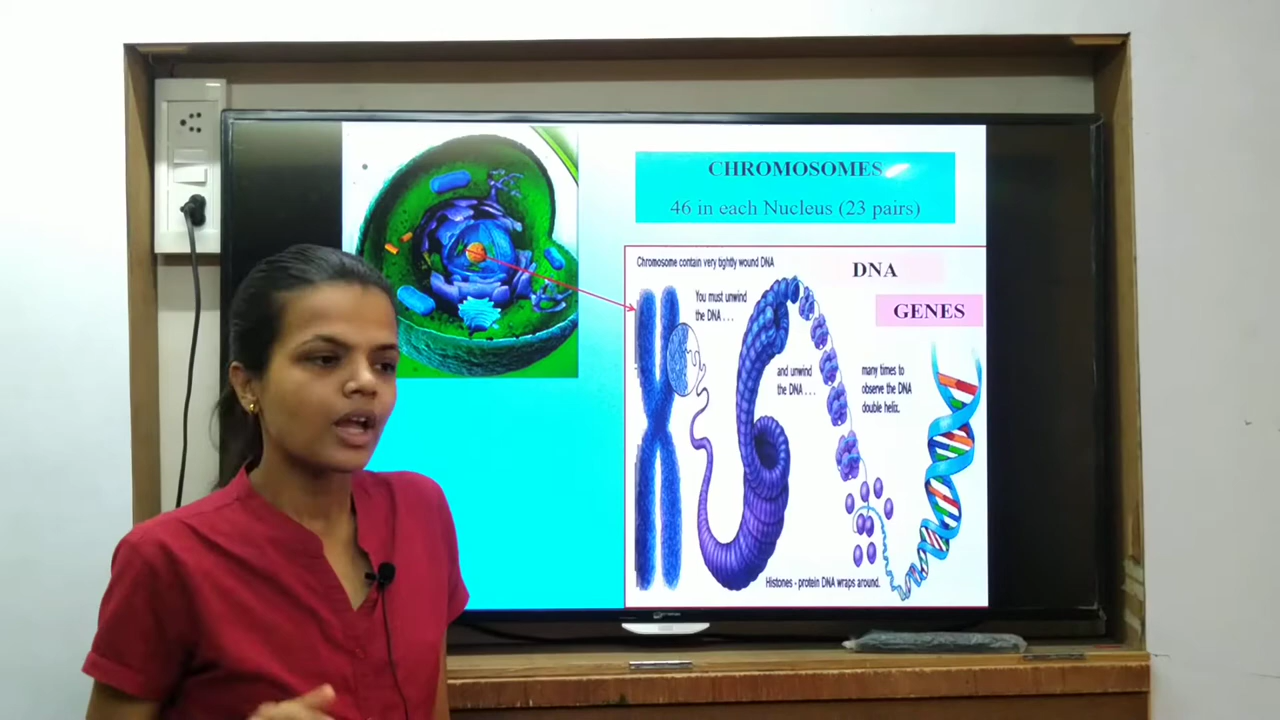 CHROMOSOMES
46 in each Nucleus (23 pairs)
Chromosome contain very tightly wound DNA
DNA
GENES
You must unwind
the DNA . . .
and unwind
the DNA . . .
many times to
observe the DNA
double helix.
Histones - protein DNA wraps around.